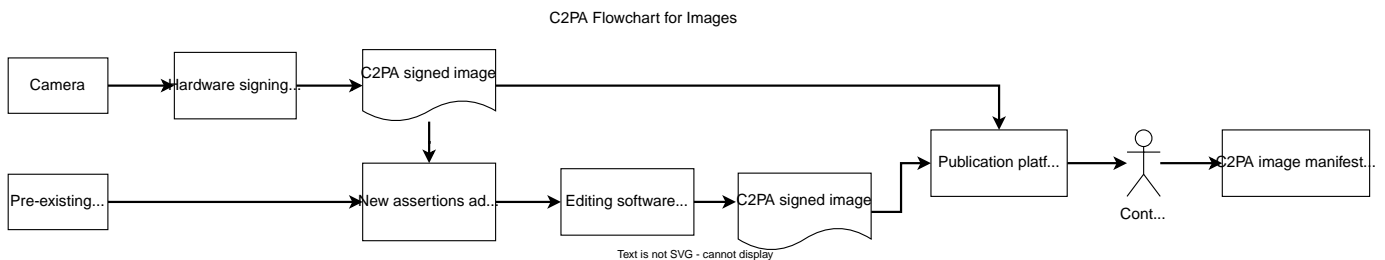 C2PA Flowchart for Images
Camera
Hardware signing...
C2PA signed image
Publication platf...
C2PA image manifest...
Pre-existing...
New assertions ad...
Editing software...
C2PA signed image
Cont...
Text is not SVG - cannot display